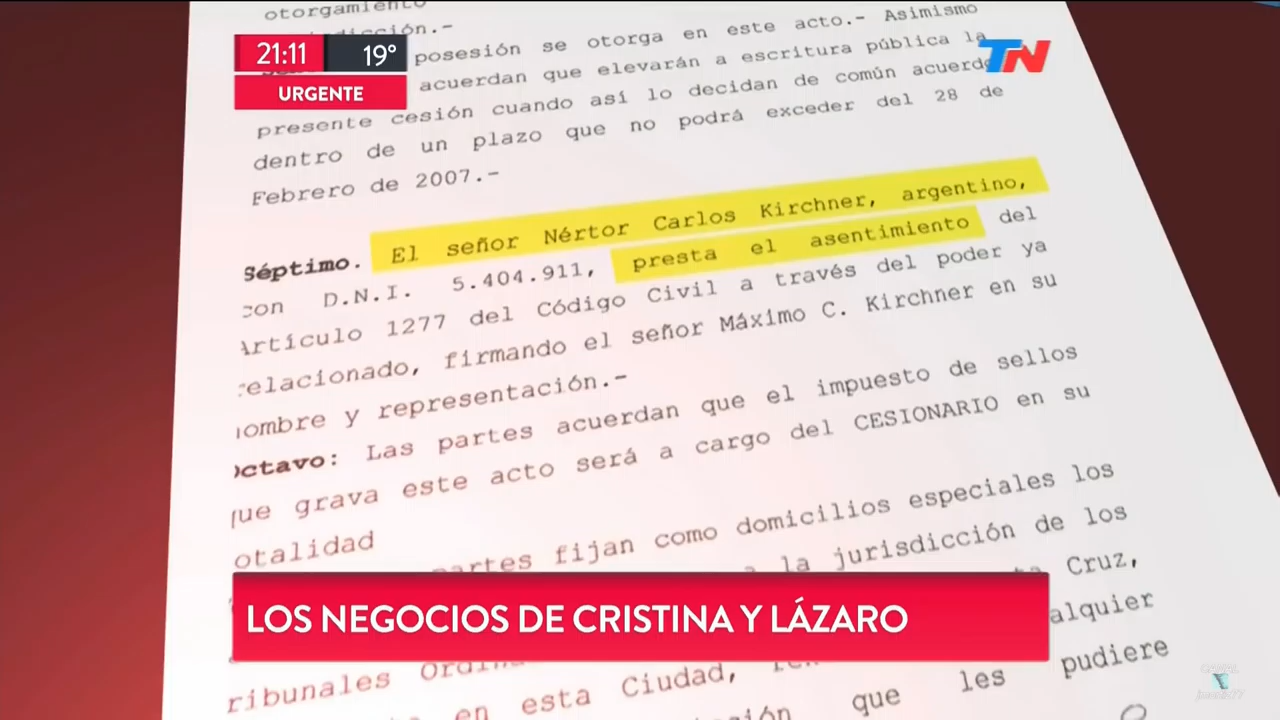 otorgamiento
21:11 19°
TN
URGENTE
posesión se otorga en este acto.- Asimismo
acuerdan que elevarán a escritura pública la
presente cesión cuando así lo decidan de común acuerdo
dentro de un plazo que no podrá exceder del 28 de
Febrero de 2007.-
Séptimo. El señor Nértor Carlos Kirchner, argentino,
con D.N.I. 5.404.911, presta el asentimiento del
Artículo 1277 del Código Civil a través del poder ya
relacionado, firmando el señor Máximo C. Kirchner en su
nombre y representación.-
Octavo: Las partes acuerdan que el impuesto de sellos
que grava este acto será a cargo del CESIONARIO en su
totalidad
partes fijan como domicilios especiales los
a la jurisdicción de los
Cruz,
LOS NEGOCIOS DE CRISTINA Y LÁZARO
en esta Ciudad,
que les pudiere